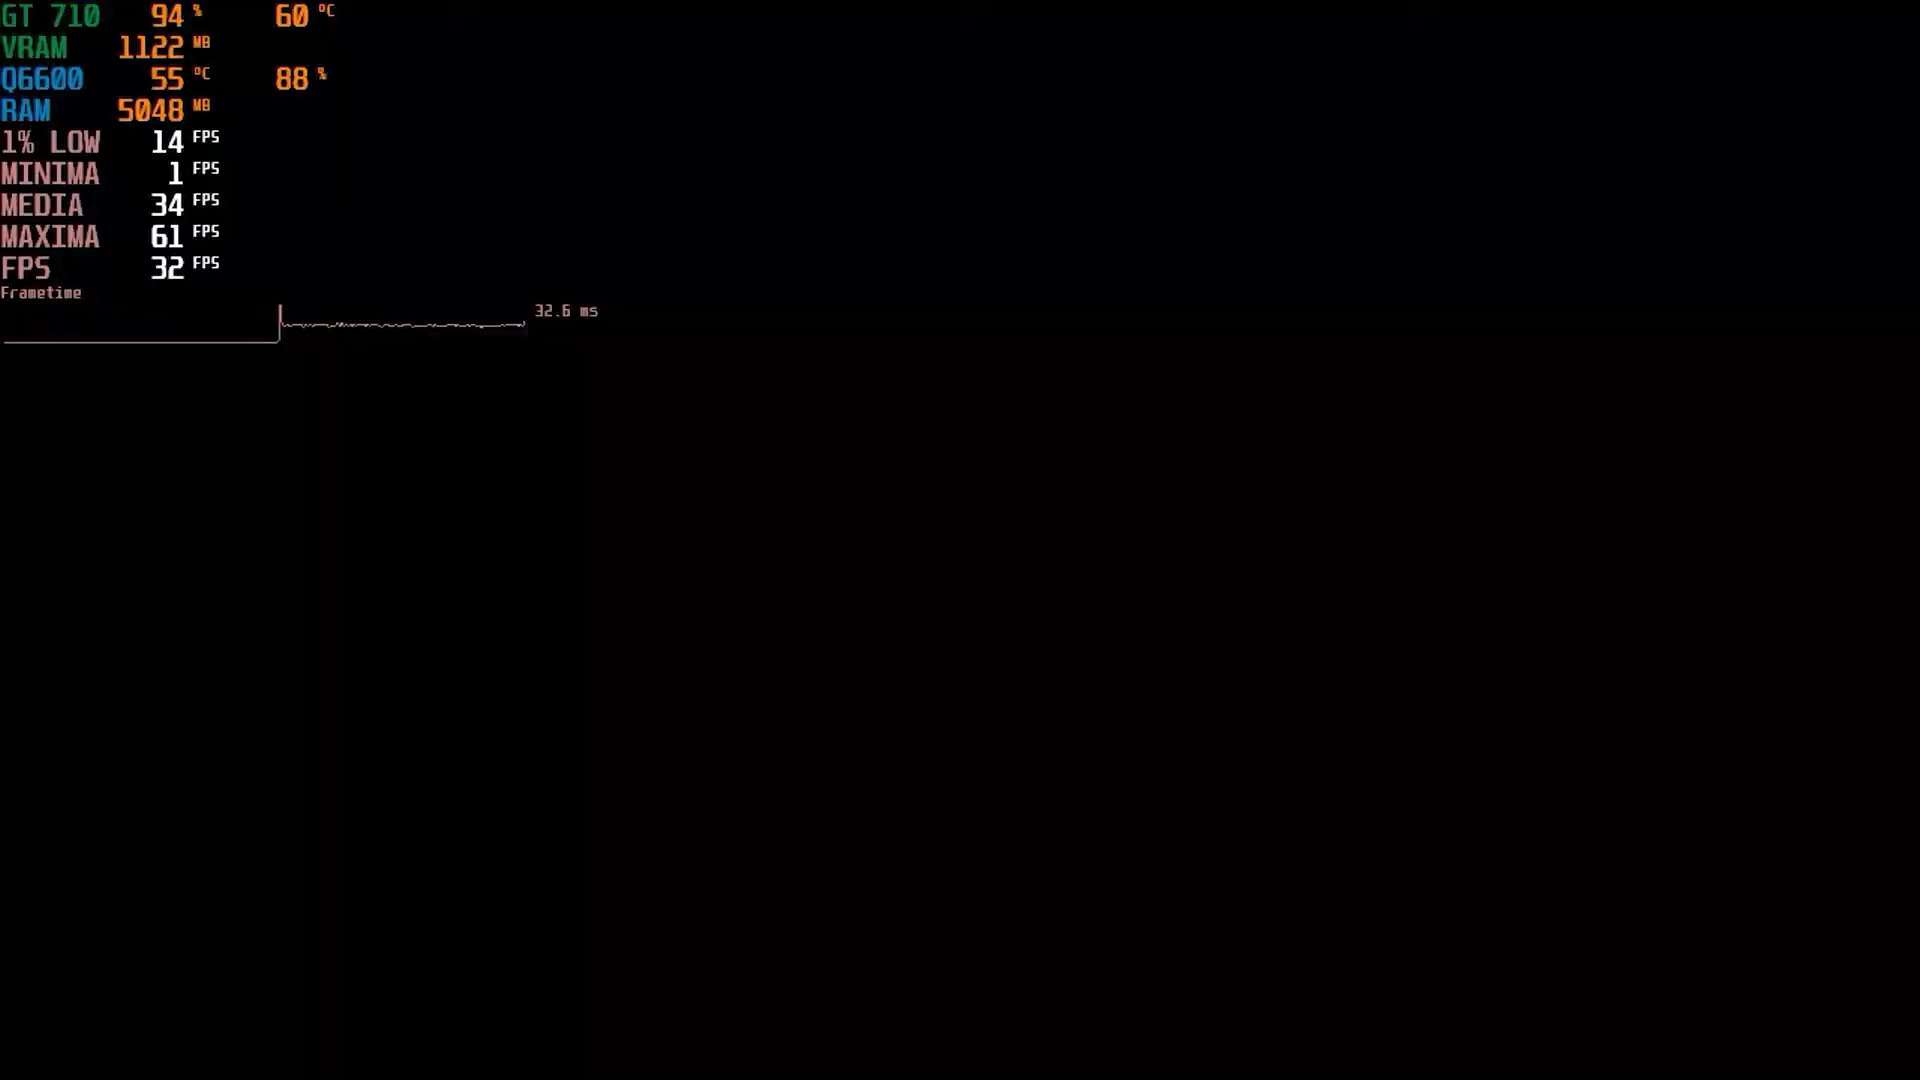 GT 710 94 % 60 °C
VRAM 1122 MB
Q6600 55 °C 88 %
RAM 5048 MB
1% LOW 14 FPS
MINIMA 1 FPS
MEDIA 34 FPS
MAXIMA 61 FPS
FPS 32 FPS
Frametime
32.6 ms